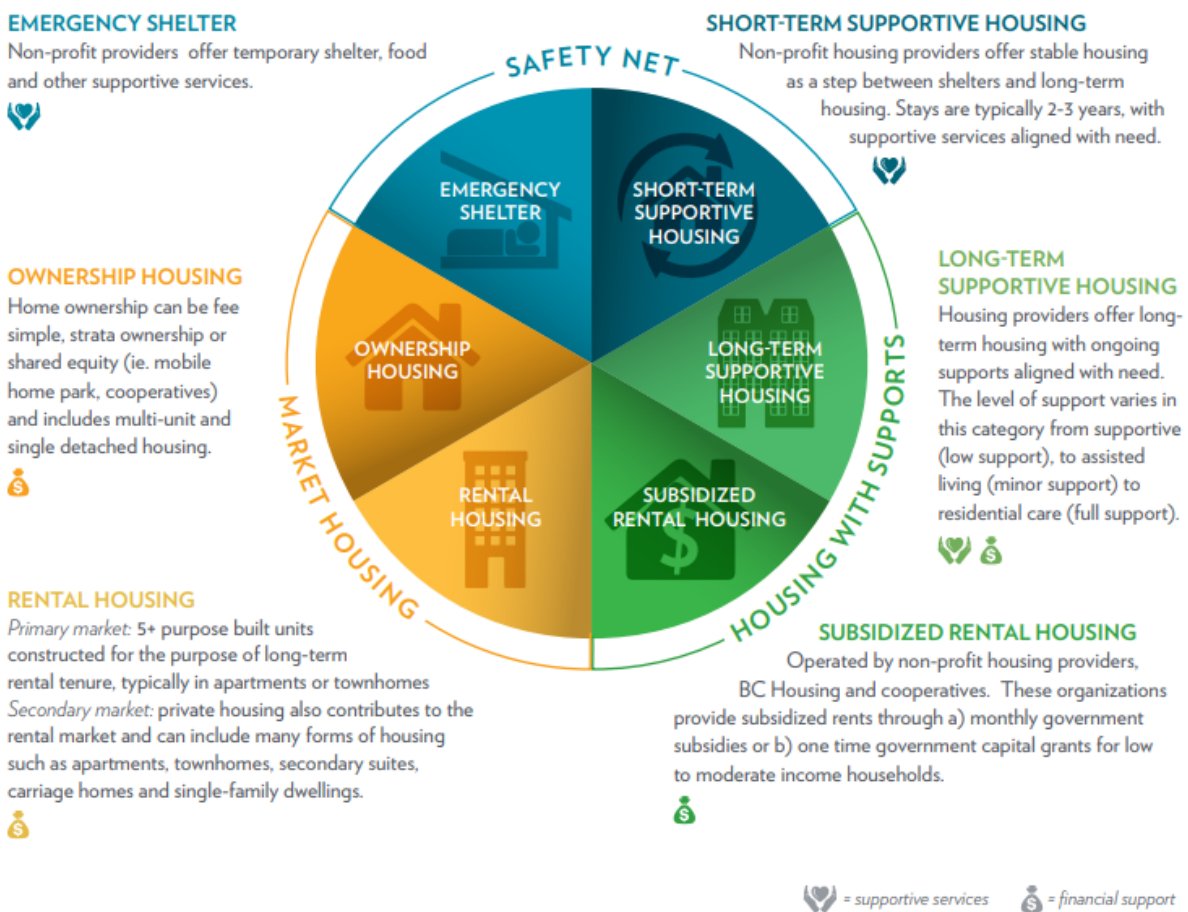 EMERGENCY SHELTER
Non-profit providers offer temporary shelter, food
and other supportive services.
SHORT-TERM SUPPORTIVE HOUSING
Non-profit housing providers offer stable housing
as a step between shelters and long-term
housing. Stays are typically 2-3 years, with
supportive services aligned with need.
SAFETY NET
EMERGENCY
SHELTER
SHORT-TERM
SUPPORTIVE
HOUSING
OWNERSHIP HOUSING
Home ownership can be fee
simple, strata ownership or
shared equity (ie. mobile
home park, cooperatives)
and includes multi-unit and
single detached housing.
OWNERSHIP
HOUSING
LONG-TERM
SUPPORTIVE
HOUSING
LONG-TERM
SUPPORTIVE HOUSING
Housing providers offer long-
term housing with ongoing
supports aligned with need.
The level of support varies in
this category from supportive
(low support), to assisted
living (minor support) to
residential care (full support).
MARKET HOUSING
RENTAL
HOUSING
SUBSIDIZED
RENTAL HOUSING
$
HOUSING WITH SUPPORTS
RENTAL HOUSING
Primary market: 5+ purpose built units
constructed for the purpose of long-term
rental tenure, typically in apartments or townhomes
Secondary market: private housing also contributes to the
rental market and can include many forms of housing
such as apartments, townhomes, secondary suites,
carriage homes and single-family dwellings.
SUBSIDIZED RENTAL HOUSING
Operated by non-profit housing providers,
BC Housing and cooperatives. These organizations
provide subsidized rents through a) monthly government
subsidies or b) one time government capital grants for low
to moderate income households.
= supportive services
= financial support